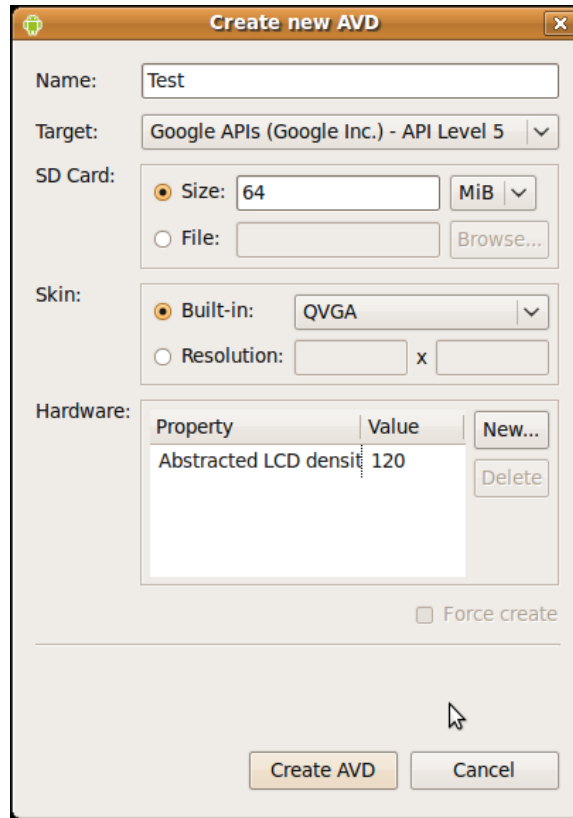 Create new AVD
Name: Test
Target: Google APIs (Google Inc.) - API Level 5
SD Card:
Size: 64 MiB
File: Browse...
Skin:
Built-in: QVGA
Resolution: x
Hardware:
Property Value New...
Abstracted LCD densit 120 Delete
Force create
Create AVD Cancel